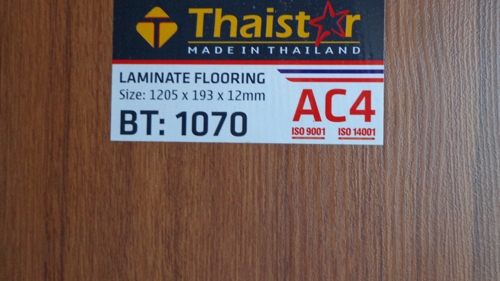 Thaistar
MADE IN THAILAND
LAMINATE FLOORING
Size: 1205 x 193 x 12mm
BT: 1070
AC4
ISO 9001 ISO 14001